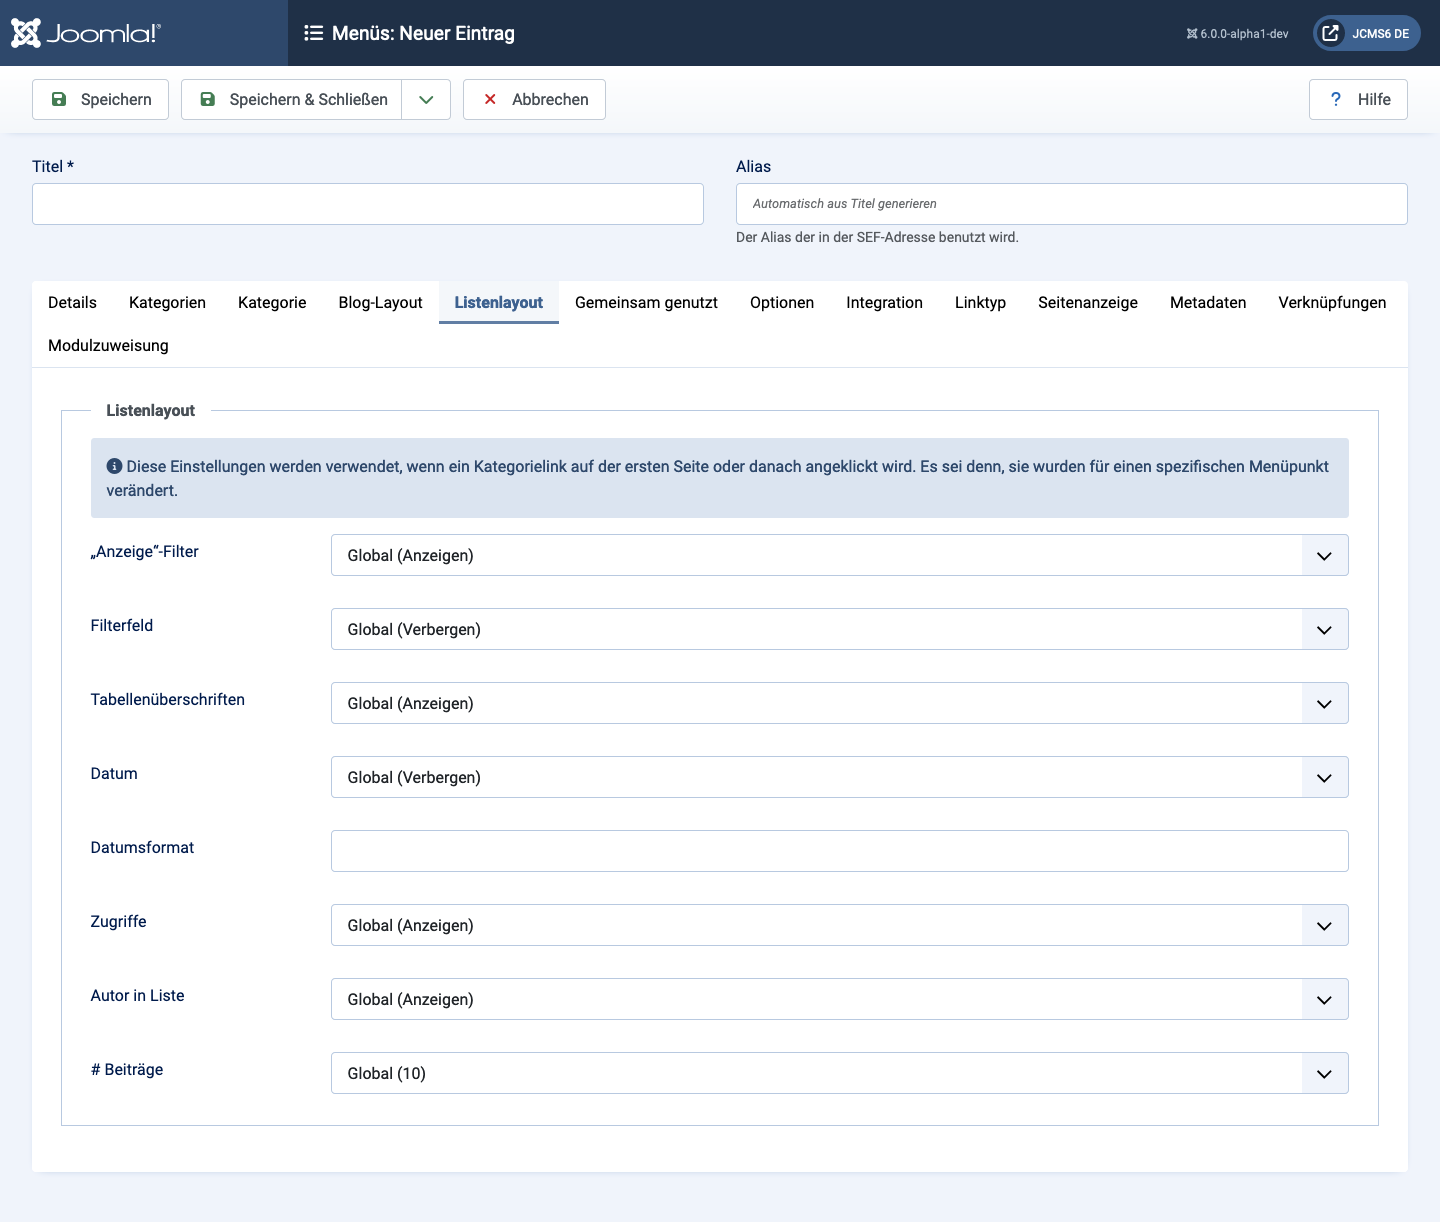 Joomla!®
Menüs: Neuer Eintrag
6.0.0-alpha1-dev
JCMS6 DE
Speichern
Speichern & Schließen
Abbrechen
? Hilfe
Titel *
Alias
Automatisch aus Titel generieren
Der Alias der in der SEF-Adresse benutzt wird.
Details
Kategorien
Kategorie
Blog-Layout
Listenlayout
Gemeinsam genutzt
Optionen
Integration
Linktyp
Seitenanzeige
Metadaten
Verknüpfungen
Modulzuweisung
Listenlayout
Diese Einstellungen werden verwendet, wenn ein Kategorielink auf der ersten Seite oder danach angeklickt wird. Es sei denn, sie wurden für einen spezifischen Menüpunkt
verändert.
„Anzeige“-Filter
Global (Anzeigen)
Filterfeld
Global (Verbergen)
Tabellenüberschriften
Global (Anzeigen)
Datum
Global (Verbergen)
Datumsformat
Zugriffe
Global (Anzeigen)
Autor in Liste
Global (Anzeigen)
# Beiträge
Global (10)